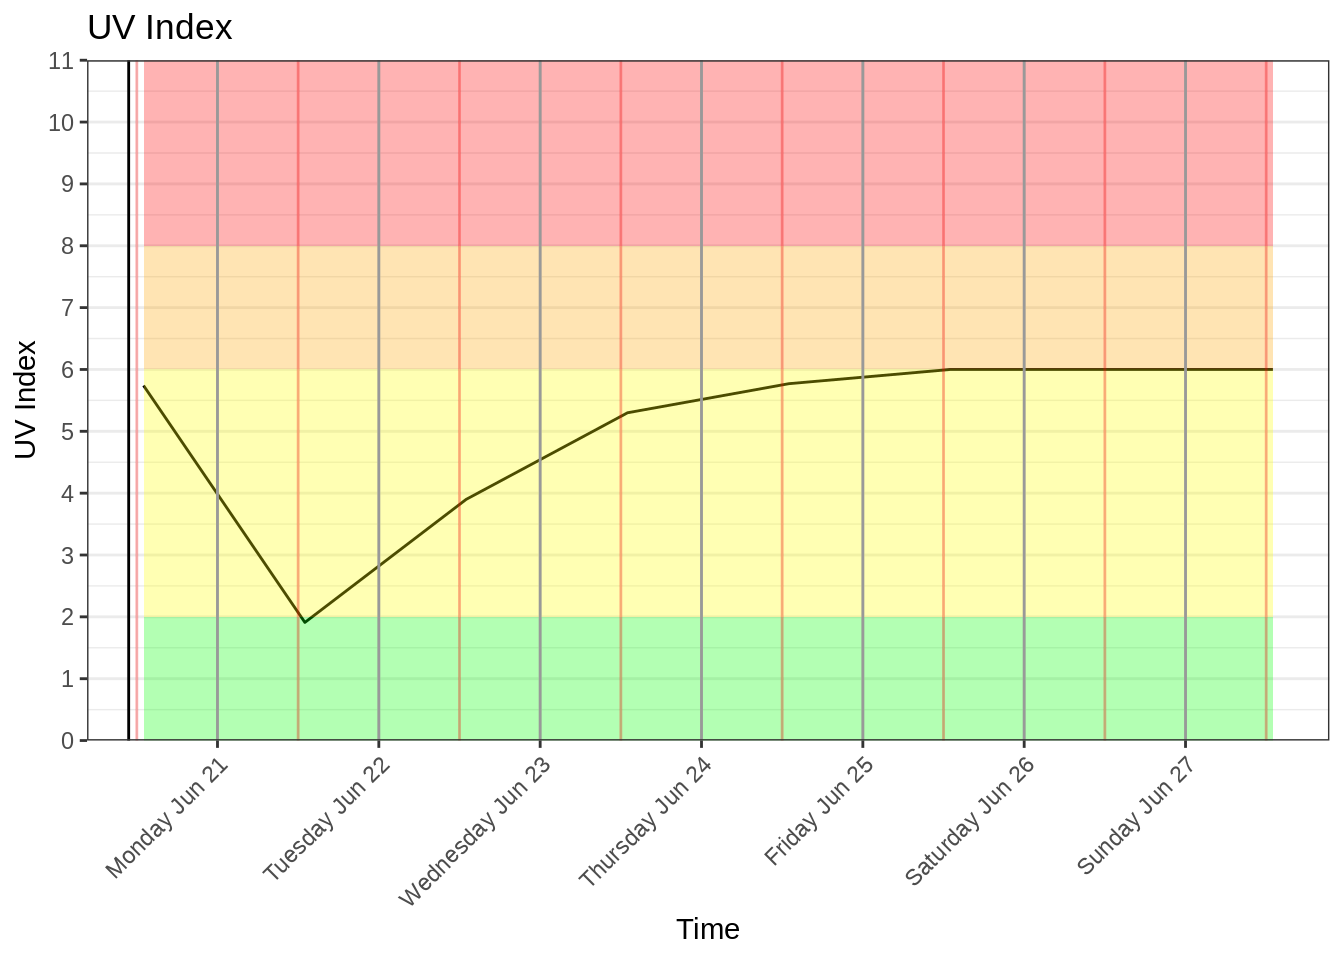 UV Index
11
10
9
8
7
6
5
4
3
2
1
0
UV Index
Monday Jun 21
Tuesday Jun 22
Wednesday Jun 23
Thursday Jun 24
Friday Jun 25
Saturday Jun 26
Sunday Jun 27
Time